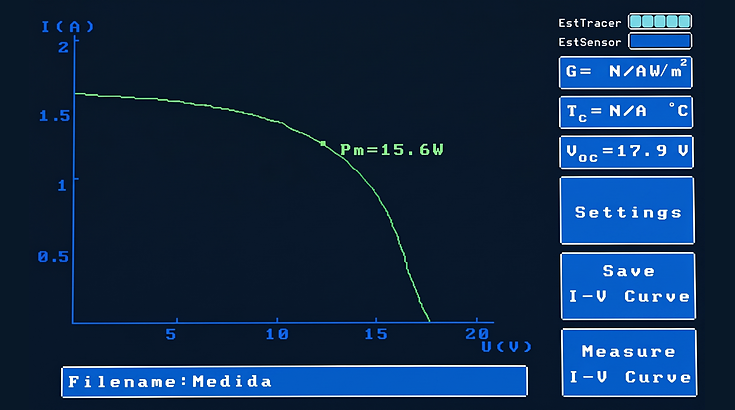 I(A)
2
1.5
1
0.5
Pm=15.6W
5 10 15 20
U(V)
Filename:Medida
EstTracer
EstSensor
G= N/AW/m²
Tc=N/A °C
Voc=17.9 V
Settings
Save
I-V Curve
Measure
I-V Curve